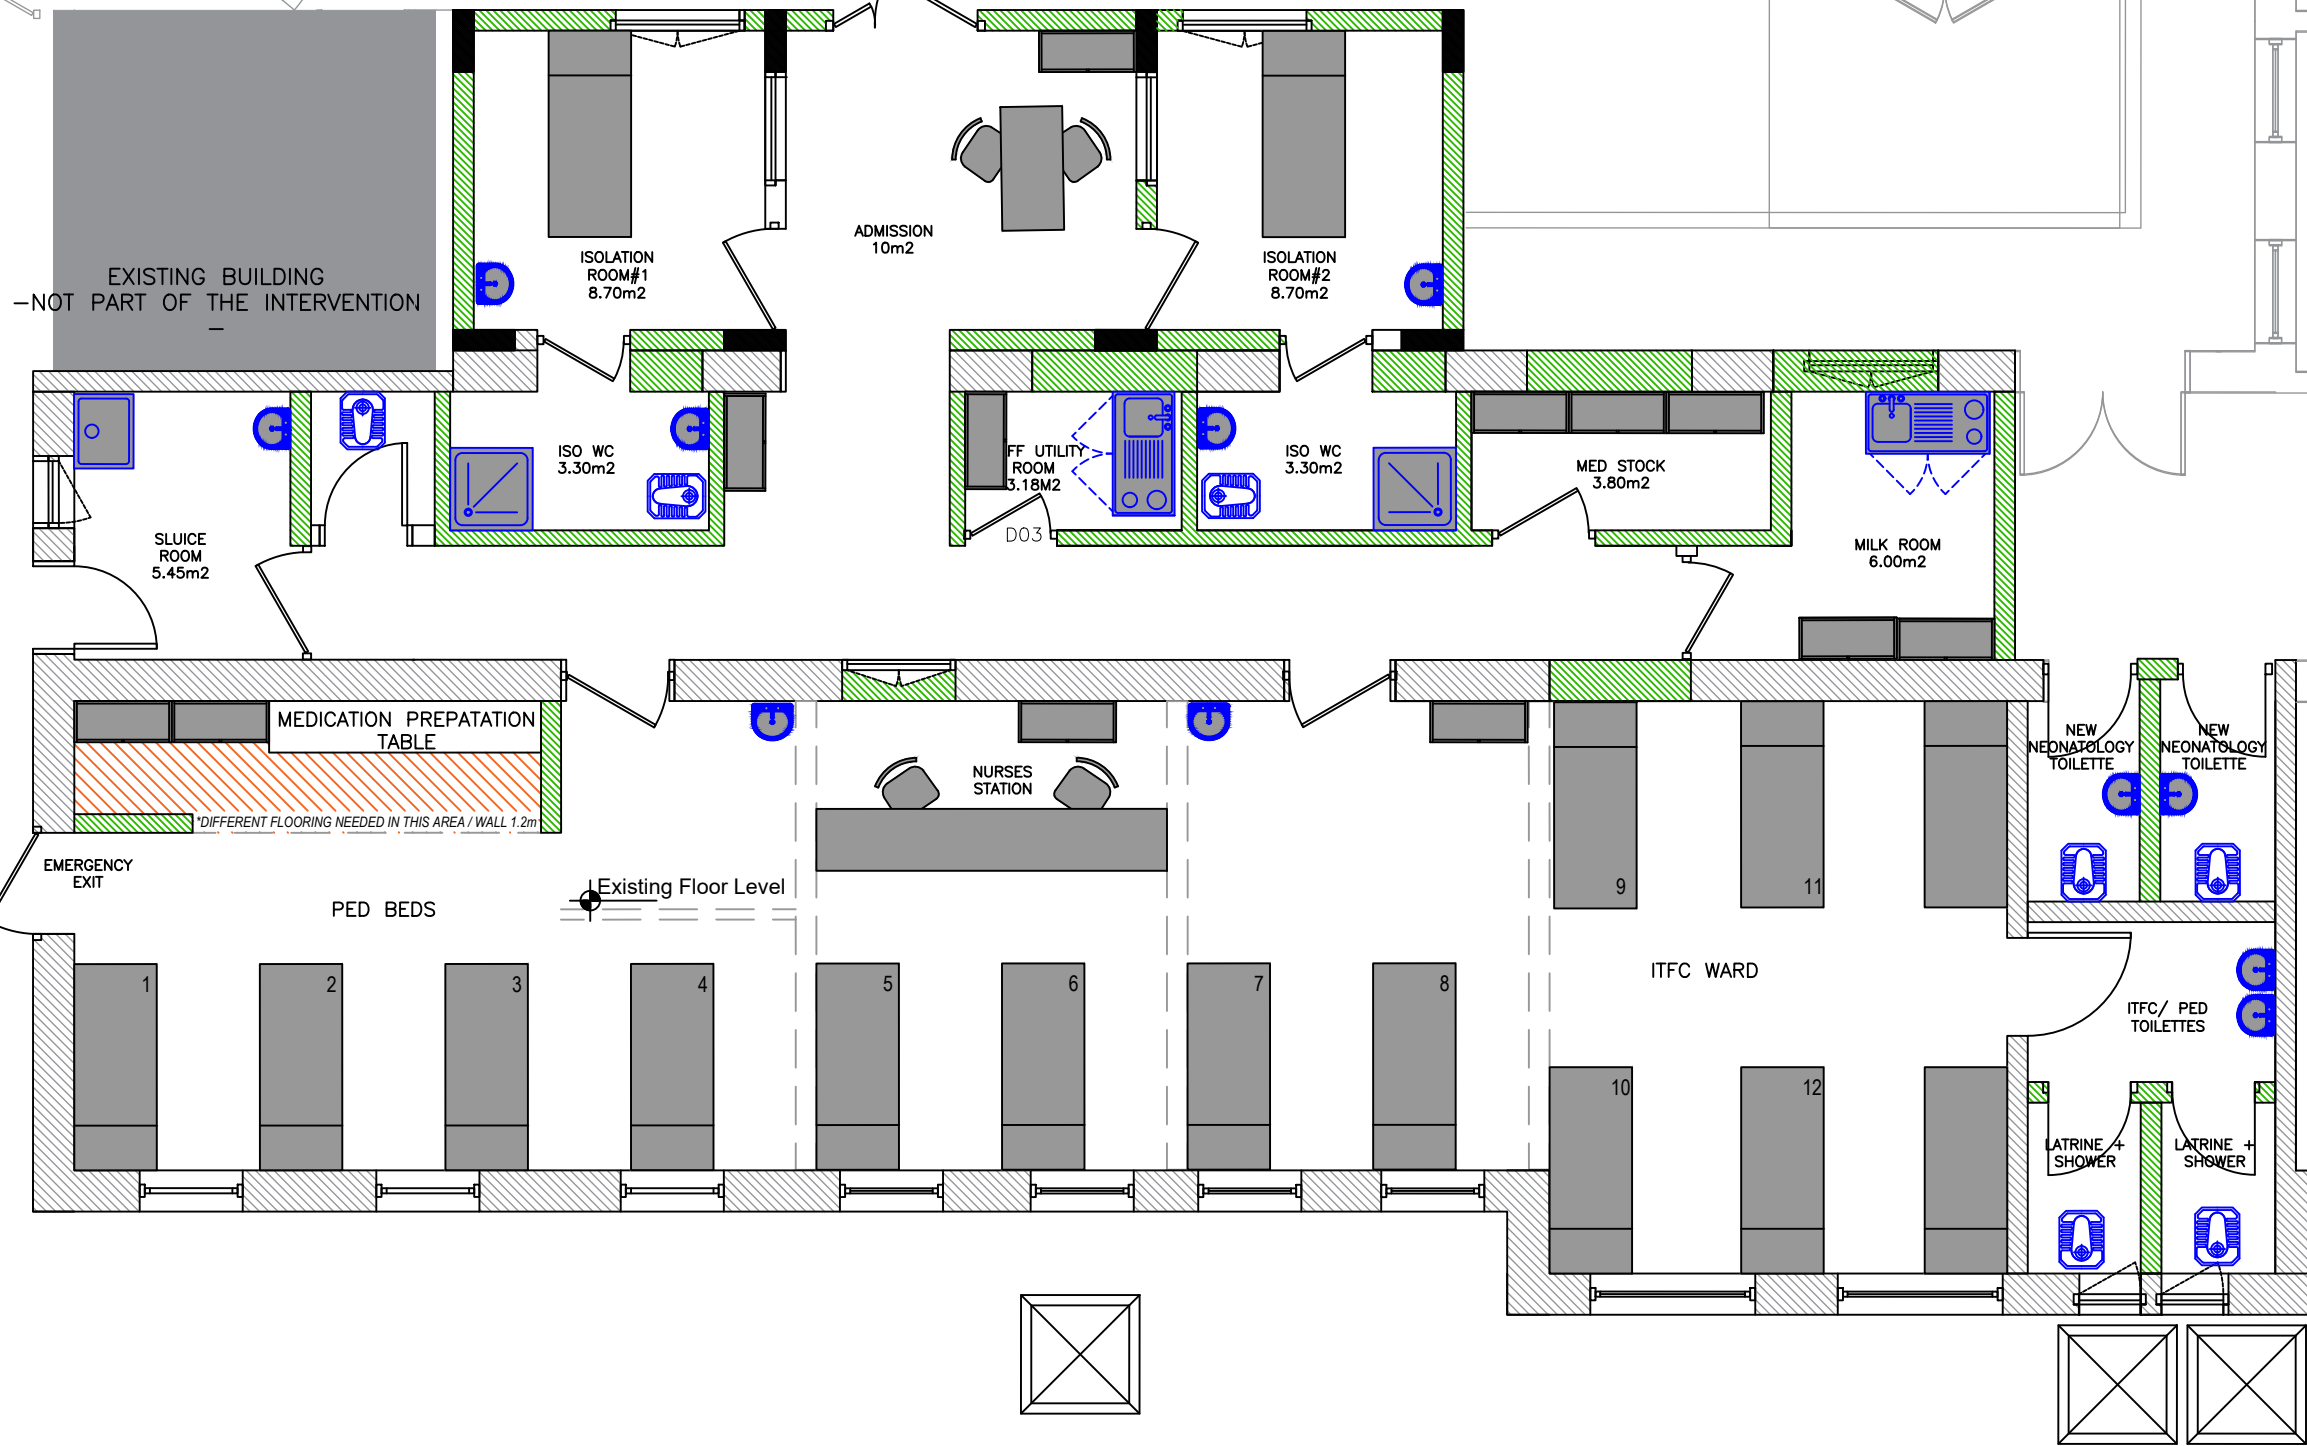 ISOLATION
ROOM#1
8.70m2
ADMISSION
10m2
ISOLATION
ROOM#2
8.70m2
EXISTING BUILDING
-NOT PART OF THE INTERVENTION
-
SLUICE
ROOM
5.45m2
ISO WC
3.30m2
FF UTILITY
ROOM
3.18M2
D03
ISO WC
3.30m2
MED STOCK
3.80m2
MILK ROOM
6.00m2
MEDICATION PREPATATION
TABLE
*DIFFERENT FLOORING NEEDED IN THIS AREA / WALL 1.2m
NURSES
STATION
NEW
NEONATOLOGY
TOILETTE
NEW
NEONATOLOGY
TOILETTE
EMERGENCY
EXIT
PED BEDS
Existing Floor Level
9
11
ITFC WARD
1
2
3
4
5
6
7
8
10
12
ITFC/ PED
TOILETTES
LATRINE +
SHOWER
LATRINE +
SHOWER